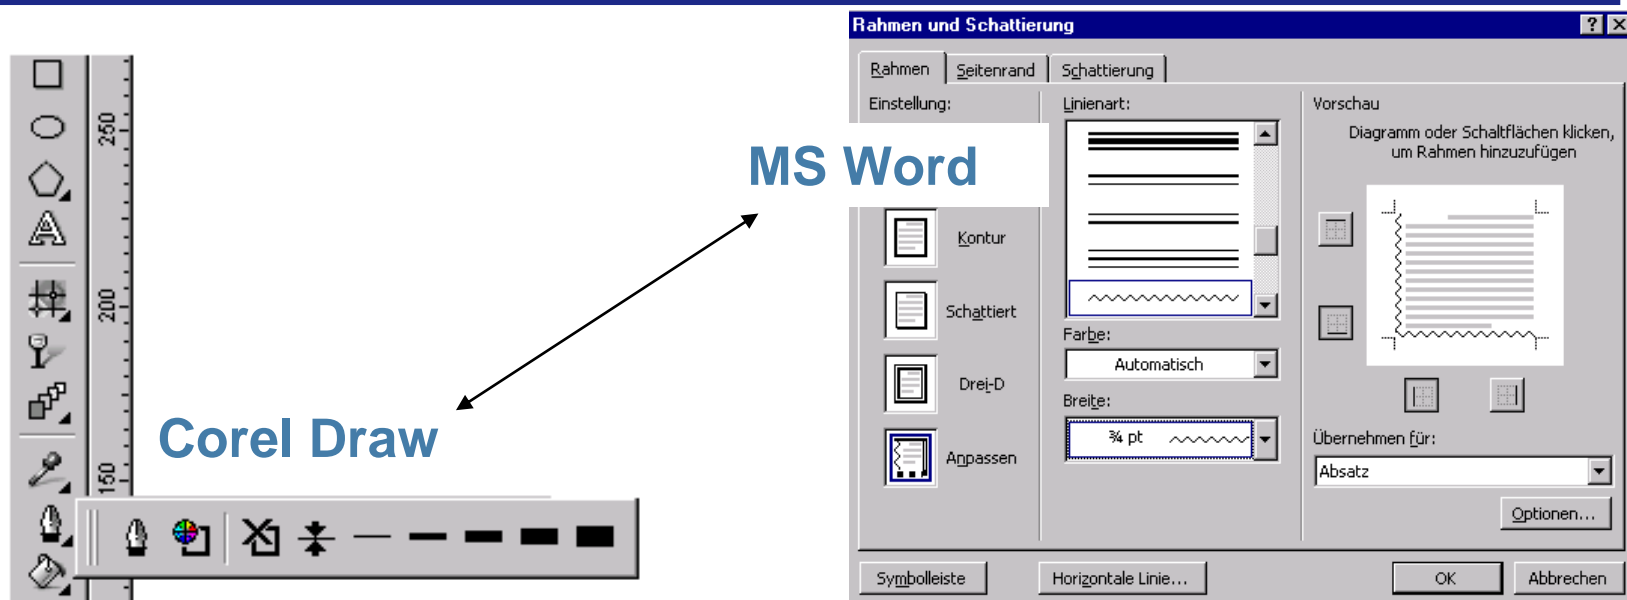 250
200
150
Corel Draw
MS Word
Rahmen und Schattierung
Rahmen
Seitenrand
Schattierung
Einstellung:
Kontur
Schattiert
Drei-D
Anpassen
Linienart:
Farbe:
Automatisch
Breite:
¾ pt
Vorschau
Diagramm oder Schaltflächen klicken,
um Rahmen hinzuzufügen
Übernehmen für:
Absatz
Optionen...
Symbolleiste
Horizontale Linie...
OK
Abbrechen